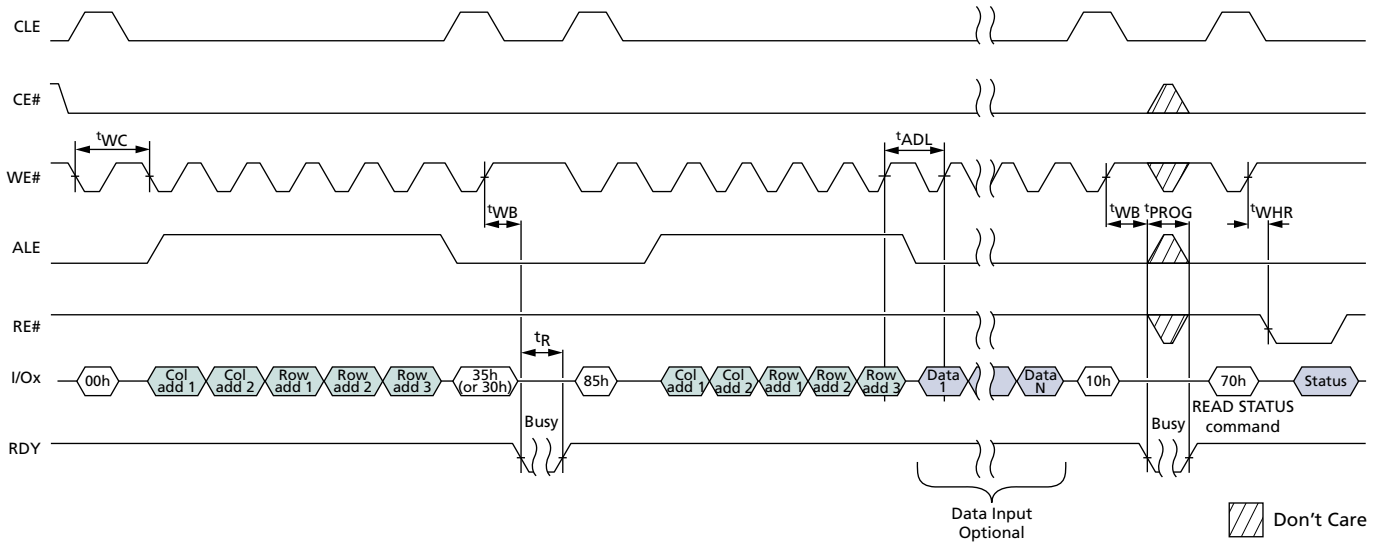 CLE
CE#
tWC
tADL
WE#
tWB
tWB
tPROG
tWHR
ALE
RE#
tR
I/Ox
00h
Col add 1
Col add 2
Row add 1
Row add 2
Row add 3
35h (or 30h)
85h
Col add 1
Col add 2
Row add 1
Row add 2
Row add 3
Data 1
Data N
10h
70h
Status
READ STATUS command
Busy
Busy
RDY
Data Input
Optional
Don't Care